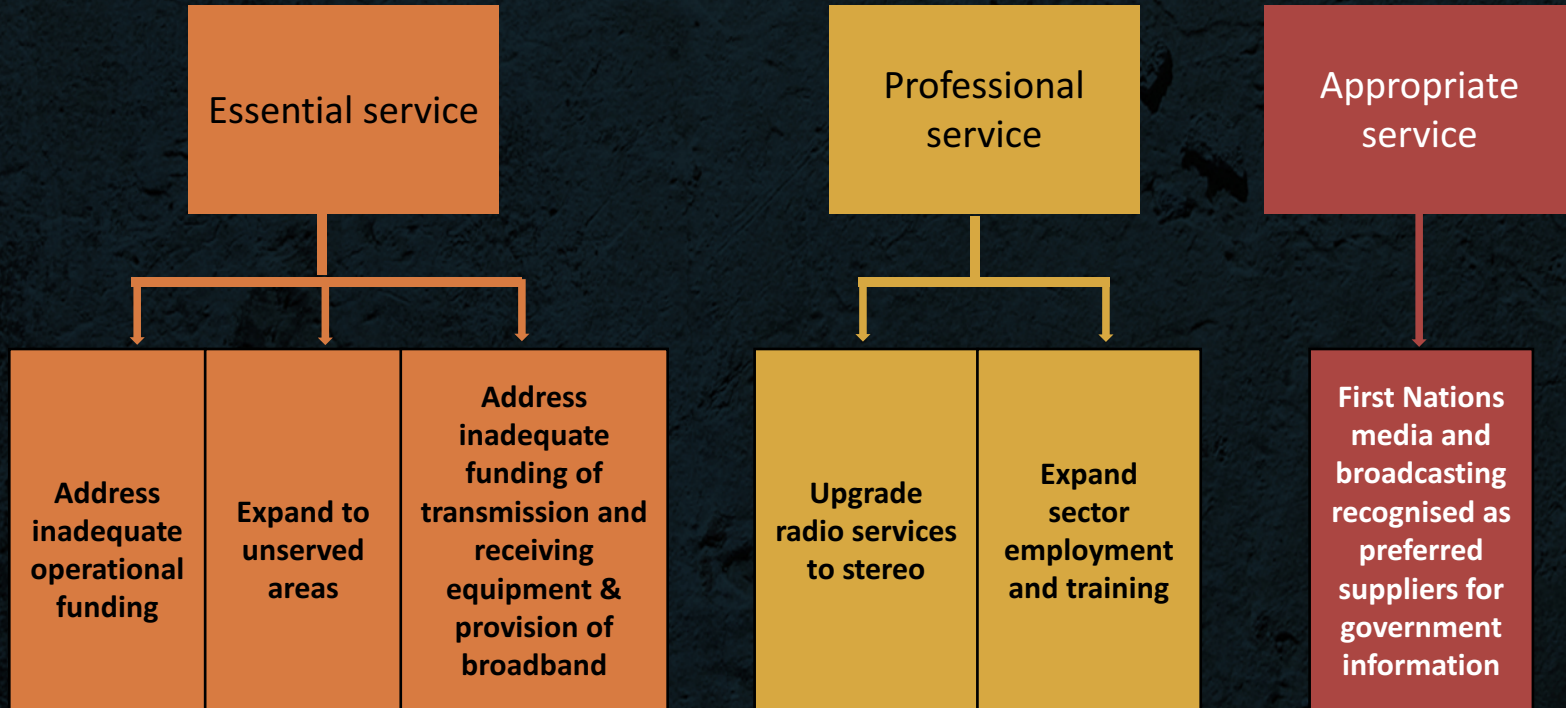 Essential service
Professional
service
Appropriate
service
Address
inadequate
operational
funding
Expand to
unserved
areas
Address
inadequate
funding of
transmission and
receiving
equipment &
provision of
broadband
Upgrade
radio services
to stereo
Expand
sector
employment
and training
First Nations
media and
broadcasting
recognised as
preferred
suppliers for
government
information